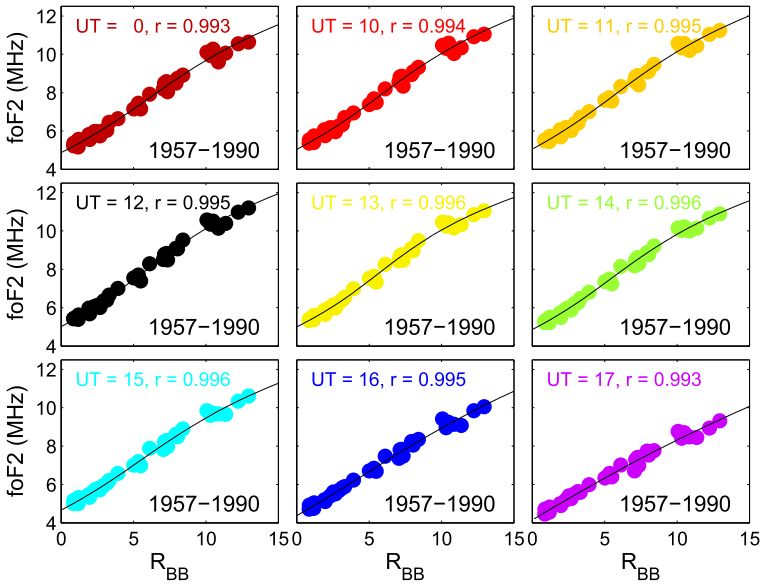 12
10
8
6
4
foF2 (MHz)
UT = 0, r = 0.993
1957−1990
UT = 10, r = 0.994
1957−1990
UT = 11, r = 0.995
1957−1990
12
10
8
6
4
foF2 (MHz)
UT = 12, r = 0.995
1957−1990
UT = 13, r = 0.996
1957−1990
UT = 14, r = 0.996
1957−1990
12
10
8
6
4
foF2 (MHz)
UT = 15, r = 0.996
1957−1990
UT = 16, r = 0.995
1957−1990
UT = 17, r = 0.993
1957−1990
0 5 10 15
0 5 10 15
0 5 10 15
R_BB
R_BB
R_BB